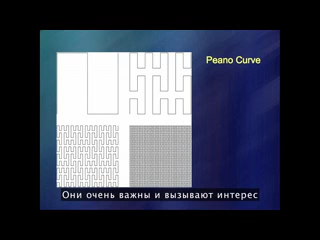 Peano Curve
Они очень важны и вызывают интерес